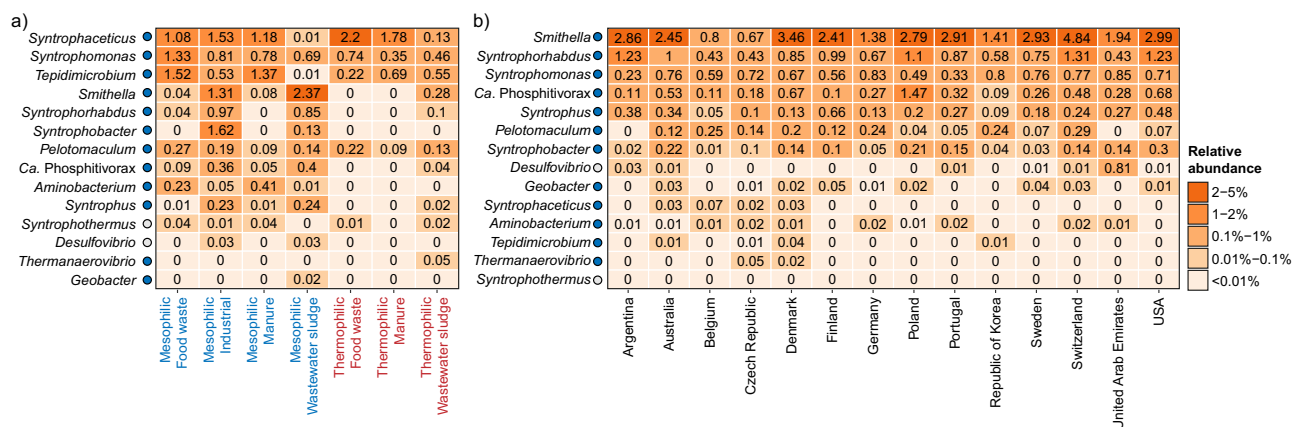 a)
Syntrophaceticus 1.08 1.53 1.18 0.01 2.2 1.78 0.13
Syntrophomonas 1.33 0.81 0.78 0.69 0.74 0.35 0.46
Tepidimicrobium 1.52 0.53 1.37 0.01 0.22 0.69 0.55
Smithella 0.04 1.31 0.08 2.37 0 0 0.28
Syntrophorhabdus 0.04 0.97 0 0.85 0 0 0.1
Syntrophobacter 0 1.62 0 0.13 0 0 0
Pelotomaculum 0.27 0.19 0.09 0.14 0.22 0.09 0.13
Ca. Phosphitivorax 0.09 0.36 0.05 0.4 0 0 0.04
Aminobacterium 0.23 0.05 0.41 0.01 0 0 0
Syntrophus 0.01 0.23 0.01 0.24 0 0 0.02
Syntrophothermus 0.04 0.01 0.04 0 0.01 0 0.02
Desulfovibrio 0 0.03 0 0.03 0 0 0
Thermanaerovibrio 0 0 0 0 0 0 0.05
Geobacter 0 0 0 0.02 0 0 0
Mesophilic
Food waste
Mesophilic
Industrial
Mesophilic
Manure
Mesophilic
Wastewater sludge
Thermophilic
Food waste
Thermophilic
Manure
Thermophilic
Wastewater sludge
b)
Smithella 2.86 2.45 0.8 0.67 3.46 2.41 1.38 2.79 2.91 1.41 2.93 4.84 1.94 2.99
Syntrophorhabdus 1.23 1 0.42 0.43 0.85 0.99 0.67 1.1 0.87 0.58 0.75 1.31 0.43 1.23
Syntrophomonas 0.23 0.76 0.59 0.72 0.67 0.56 0.83 0.49 0.33 0.8 0.76 0.77 0.85 0.71
Ca. Phosphitivorax 0.11 0.53 0.11 0.18 0.67 0.1 0.27 1.47 0.32 0.09 0.26 0.48 0.28 0.68
Syntrophus 0.38 0.34 0.05 0.1 0.13 0.66 0.13 0.2 0.27 0.09 0.18 0.24 0.27 0.48
Pelotomaculum 0 0.12 0.25 0.14 0.2 0.12 0.24 0.04 0.05 0.24 0.07 0.29 0 0.07
Syntrophobacter 0.02 0.22 0.01 0.1 0.14 0.1 0.01 0.21 0.15 0.04 0.03 0.14 0.14 0.3
Desulfovibrio 0.03 0.01 0 0 0 0 0 0 0.01 0 0.01 0.01 0.81 0.01
Geobacter 0 0.03 0 0.01 0.02 0.05 0.01 0.02 0 0 0.04 0.03 0 0.01
Syntrophaceticus 0 0.03 0.07 0.02 0.03 0 0 0 0 0 0 0 0 0
Aminobacterium 0.01 0.01 0.01 0.02 0.01 0 0.02 0.01 0.02 0 0 0.02 0.01 0
Tepidimicrobium 0 0.01 0 0.01 0.04 0 0 0 0 0.01 0 0 0 0
Thermanaerovibrio 0 0 0 0.05 0.02 0 0 0 0 0 0 0 0 0
Syntrophothermus 0 0 0 0 0 0 0 0 0 0 0 0 0 0
Argentina
Australia
Belgium
Czech Republic
Denmark
Finland
Germany
Poland
Portugal
Republic of Korea
Sweden
Switzerland
United Arab Emirates
USA
Relative
abundance
2−5%
1−2%
0.1%−1%
0.01%−0.1%
<0.01%